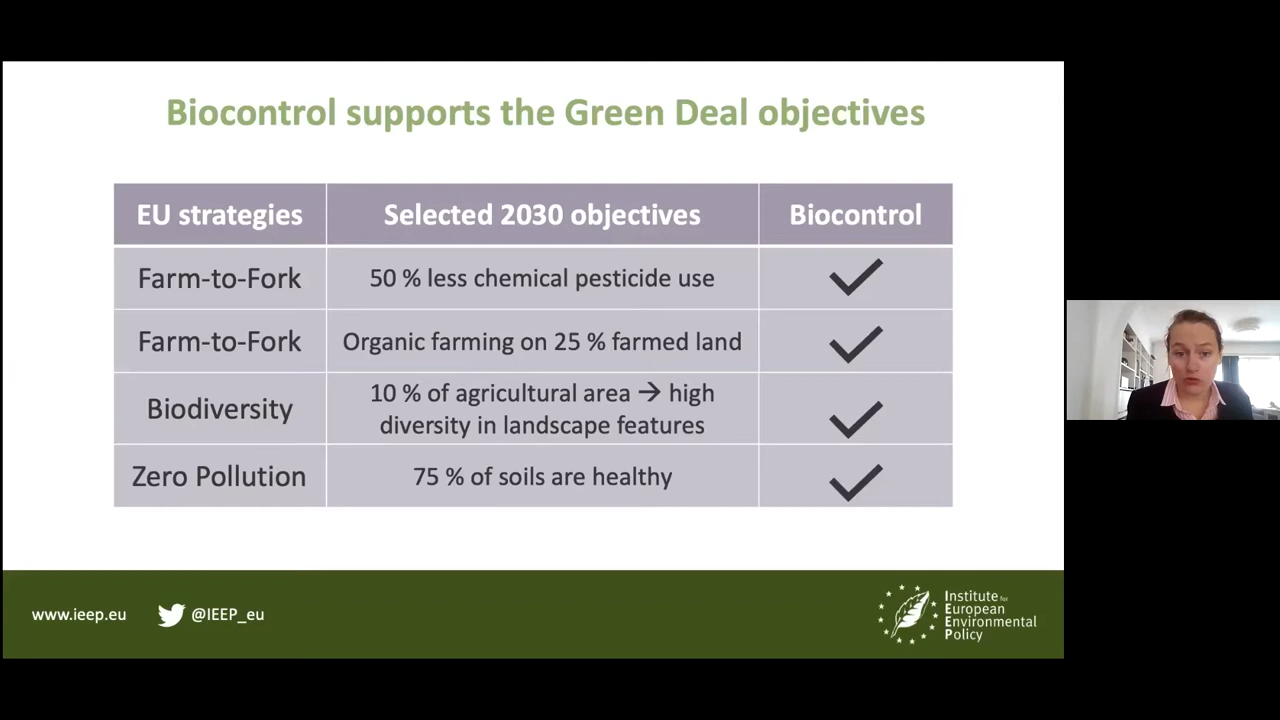 Biocontrol supports the Green Deal objectives
EU strategies Selected 2030 objectives Biocontrol
Farm-to-Fork 50 % less chemical pesticide use ✓
Farm-to-Fork Organic farming on 25 % farmed land ✓
Biodiversity 10 % of agricultural area → high
diversity in landscape features ✓
Zero Pollution 75 % of soils are healthy ✓
www.ieep.eu @IEEP_eu
Institute for
European
Environmental
Policy